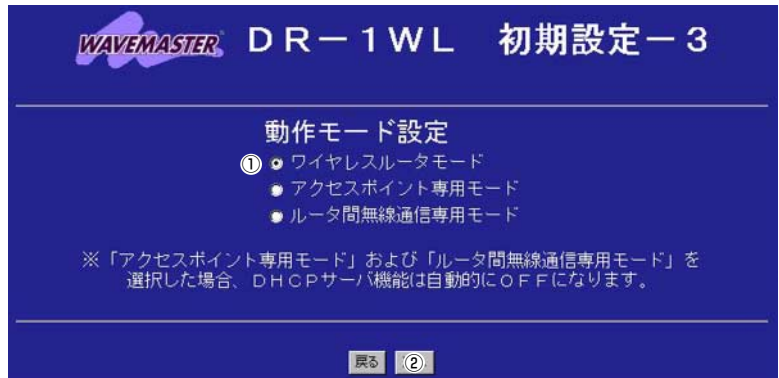 WAVEMASTER DR－1WL 初期設定－3
動作モード設定
① ワイヤレスルータモード
アクセスポイント専用モード
ルータ間無線通信専用モード
※「アクセスポイント専用モード」および「ルータ間無線通信専用モード」を
選択した場合、DHCPサーバ機能は自動的にOFFになります。
戻る ②